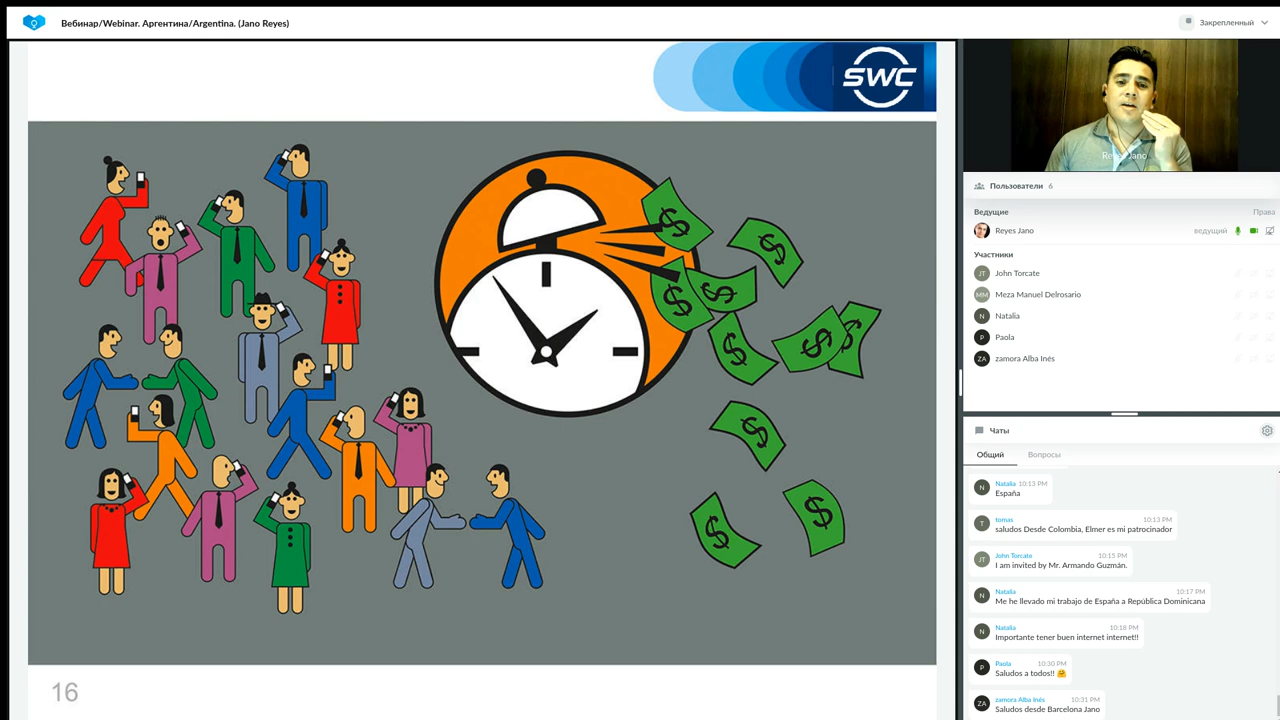 Вебинар/Webinar. Аргентина/Argentina. (Jano Reyes)
Закрепленный
SWC
$
$
$
$
$
$
$
$
$
$
16
Reyes Jano
Пользователи 6
Ведущие Права
Reyes Jano ведущий
Участники
JT John Torcate
MM Meza Manuel Delrosario
N Natalia
P Paola
ZA zamora Alba Inés
Чаты
Общий Вопросы
N Natalia 10:13 PM
España
T tomas 10:13 PM
saludos Desde Colombia, Elmer es mi patrocinador
JT John Torcate 10:15 PM
I am invited by Mr. Armando Guzmán.
N Natalia 10:17 PM
Me he llevado mi trabajo de España a República Dominicana
N Natalia 10:18 PM
Importante tener buen internet internet!!
P Paola 10:30 PM
Saludos a todos!! 🤗
ZA zamora Alba Inés 10:31 PM
Saludos desde Barcelona Jano